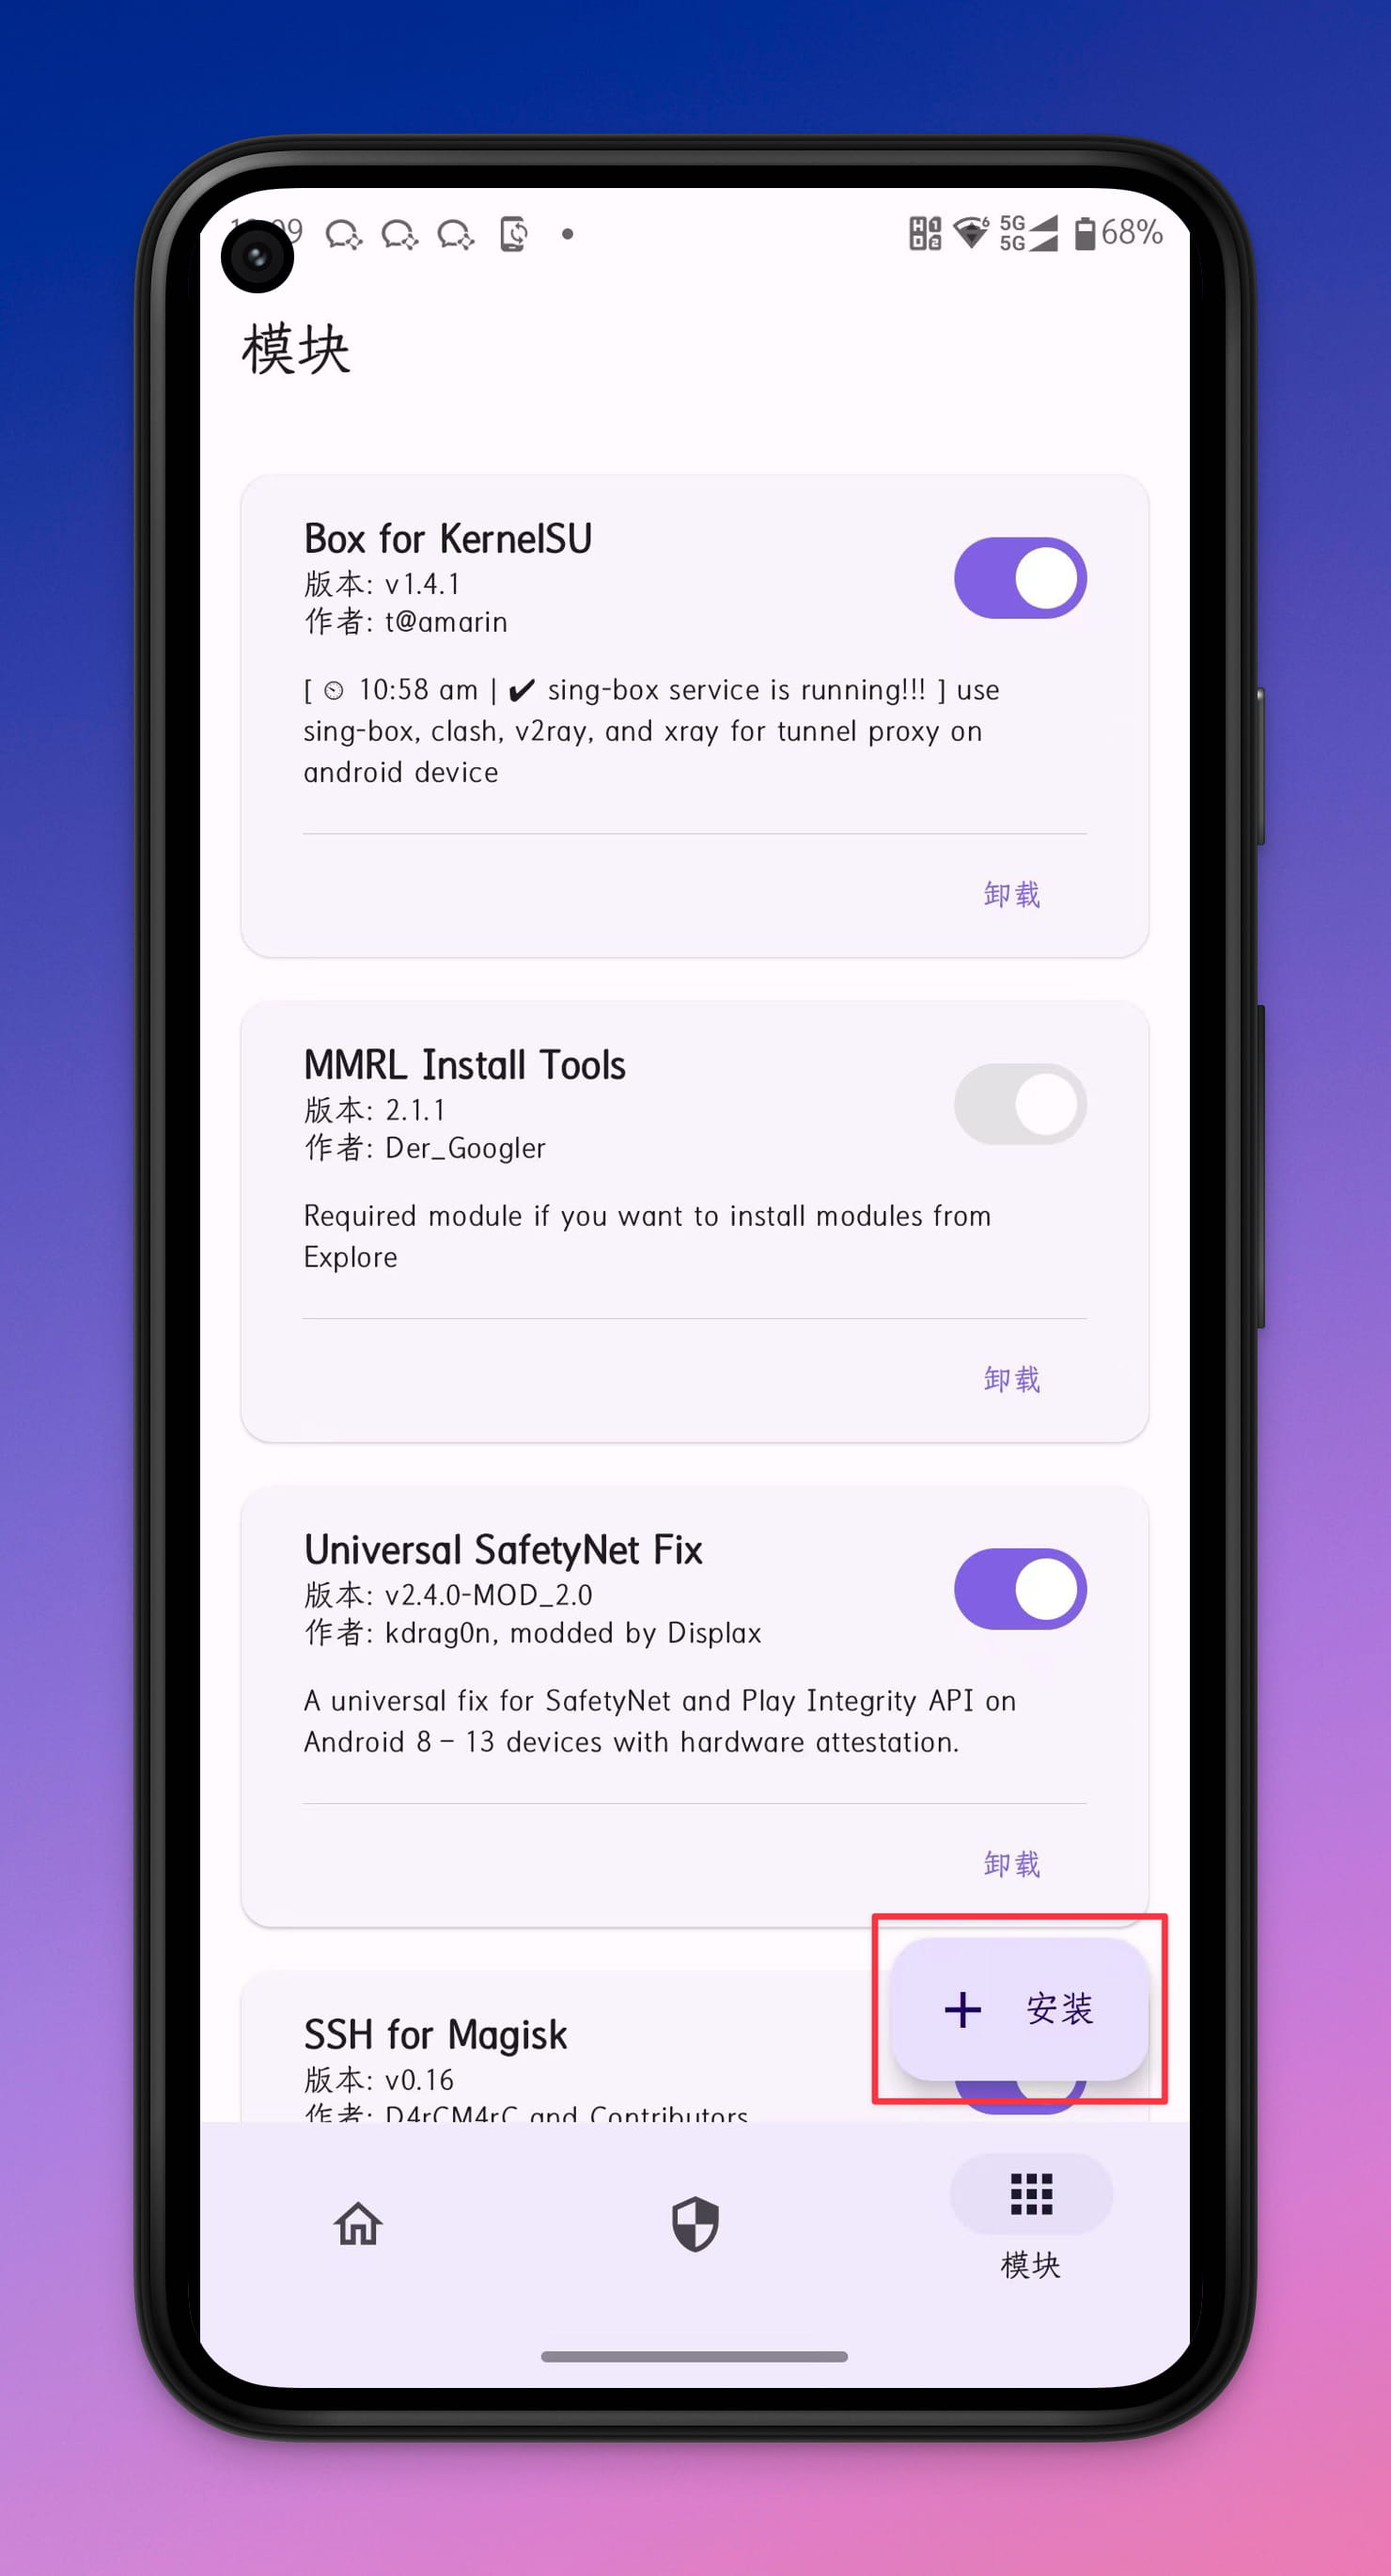 68%
模块
Box for KernelSU
版本: v1.4.1
作者: t@amarin
[ ⏲ 10:58 am | ✔ sing-box service is running!!! ] use
sing-box, clash, v2ray, and xray for tunnel proxy on
android device
卸载
MMRL Install Tools
版本: 2.1.1
作者: Der_Googler
Required module if you want to install modules from
Explore
卸载
Universal SafetyNet Fix
版本: v2.4.0-MOD_2.0
作者: kdrag0n, modded by Displax
A universal fix for SafetyNet and Play Integrity API on
Android 8 – 13 devices with hardware attestation.
卸载
安装
SSH for Magisk
版本: v0.16
作者: D4rCM4rC and Contributors
模块